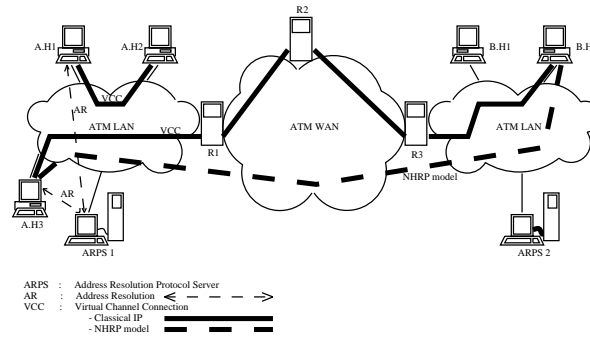 R2
A.H1
A.H2
B.H1
B.H
VCC
AR
ATM LAN
VCC
R1
ATM WAN
R3
ATM LAN
NHRP model
AR
A.H3
ARPS 1
ARPS 2
ARPS : Address Resolution Protocol Server
AR : Address Resolution
VCC : Virtual Channel Connection
- Classical IP
- NHRP model